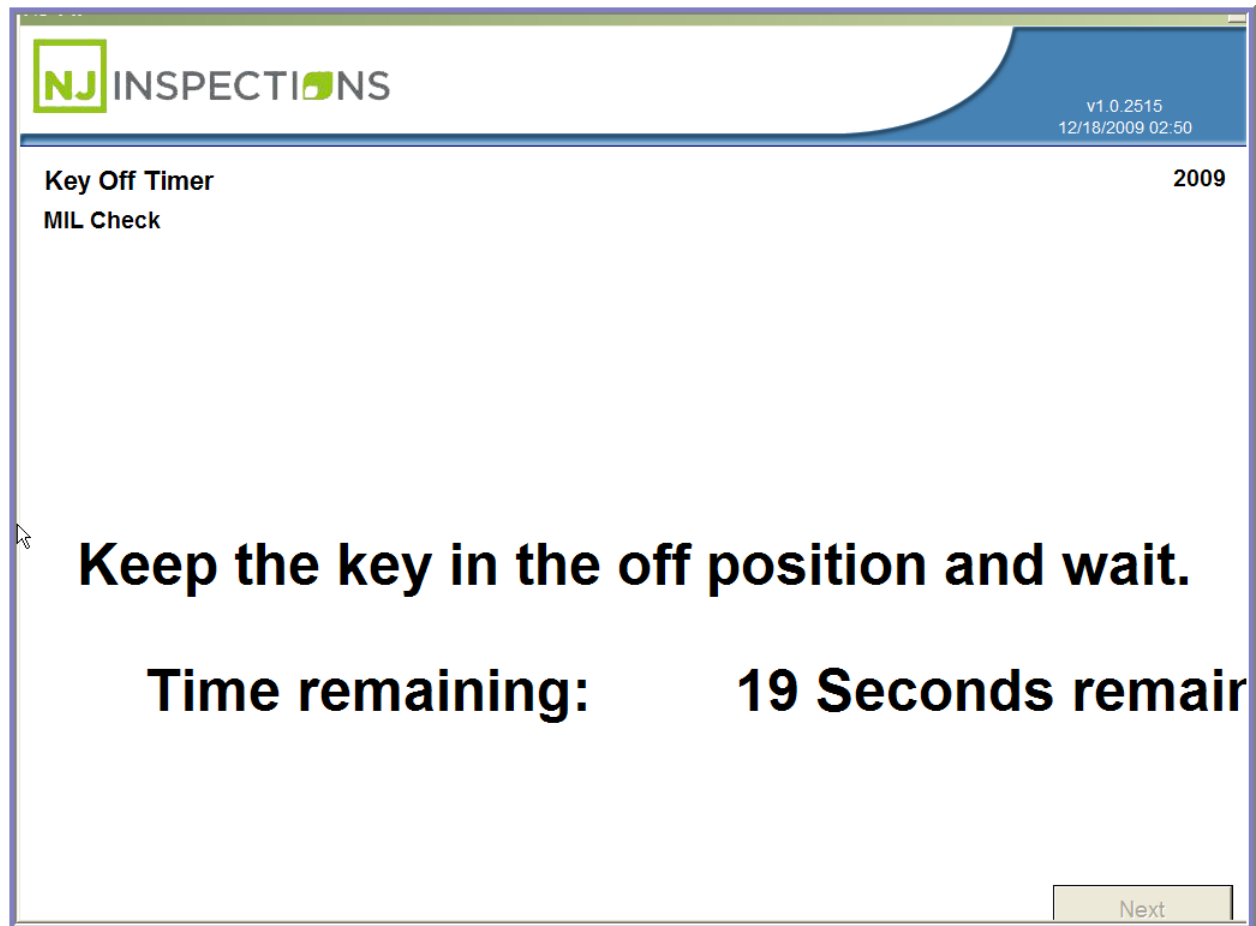 NJ INSPECTIONS
v1.0.2515
12/18/2009 02:50
Key Off Timer
2009
MIL Check
Keep the key in the off position and wait.
Time remaining: 19 Seconds remain
Next